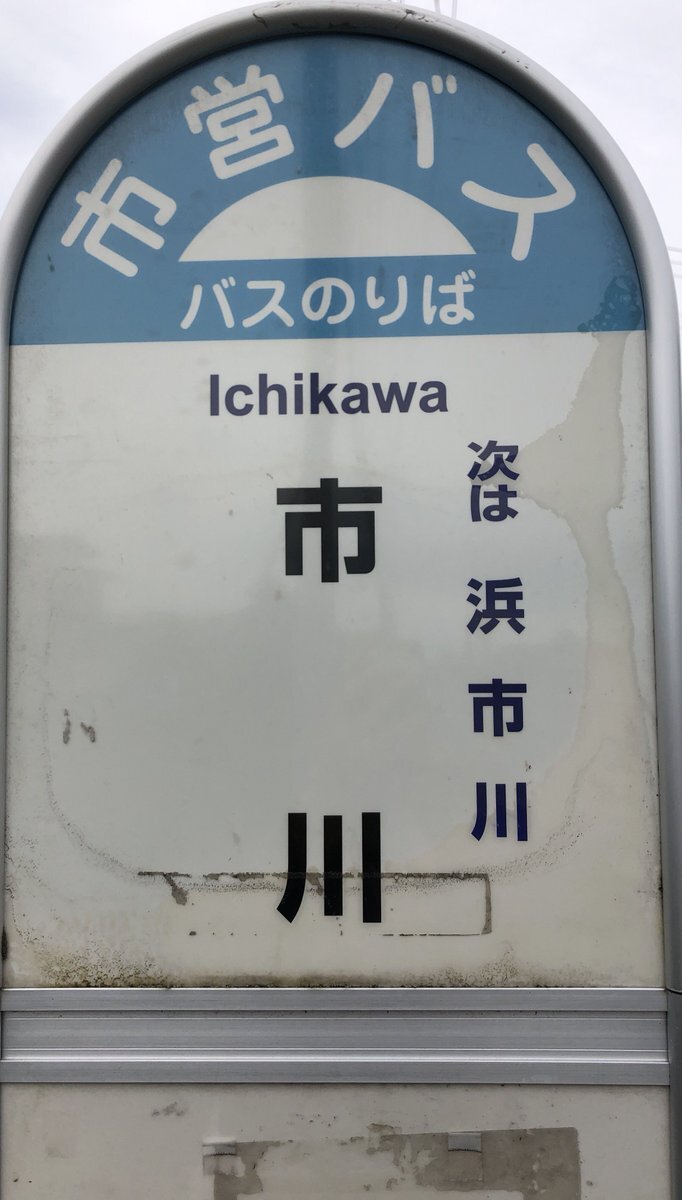 市営バス
バスのりば
Ichikawa
市川
次は 浜市川